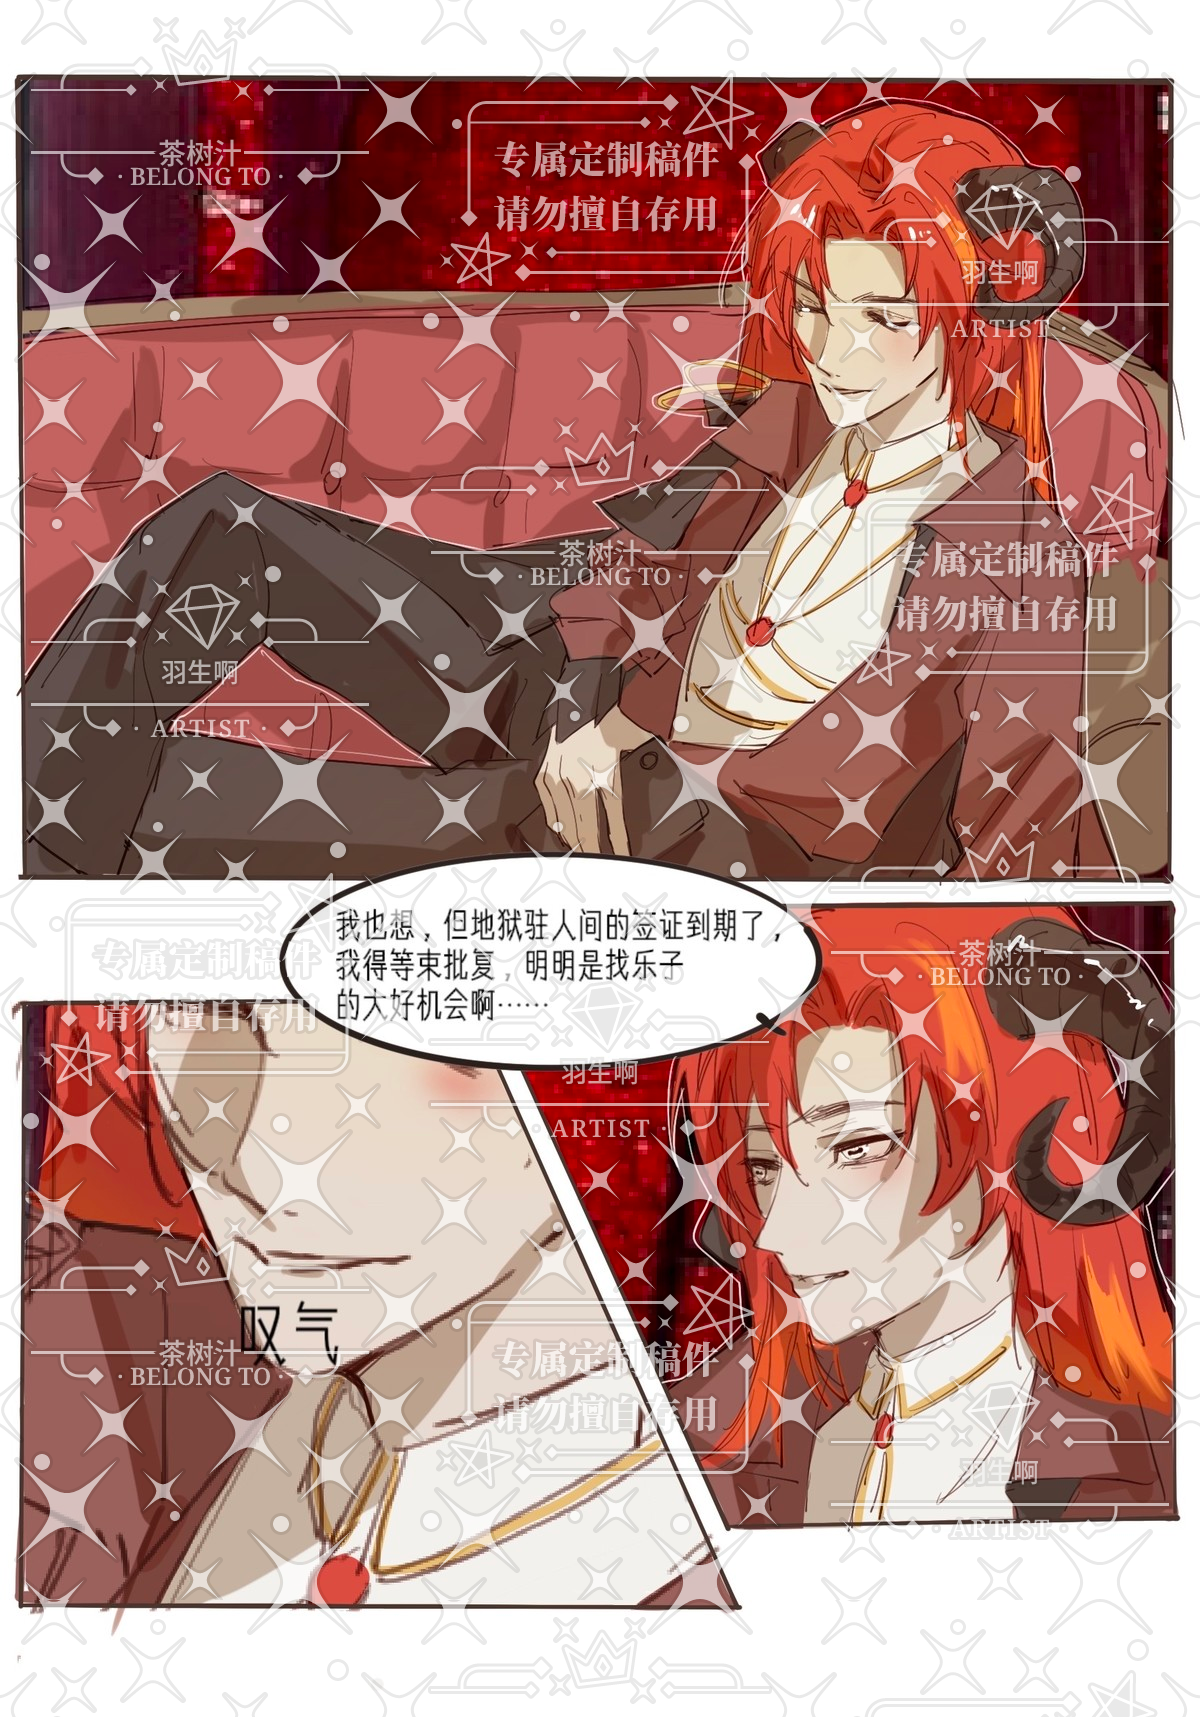 茶树汁
· BELONG TO ·
专属定制稿件
请勿擅自存用
羽生啊
· ARTIST ·
茶树汁
· BELONG TO ·
专属定制稿件
请勿擅自存用
羽生啊
· ARTIST ·
我也想，但地狱驻人间的签证到期了，
我得等束批复，明明是找乐子
的大好机会啊……
专属定制稿件
请勿擅自存用
茶树汁
· BELONG TO ·
羽生啊
· ARTIST ·
叹气
茶树汁
· BELONG TO ·
专属定制稿件
请勿擅自存用
羽生啊
· ARTIST ·